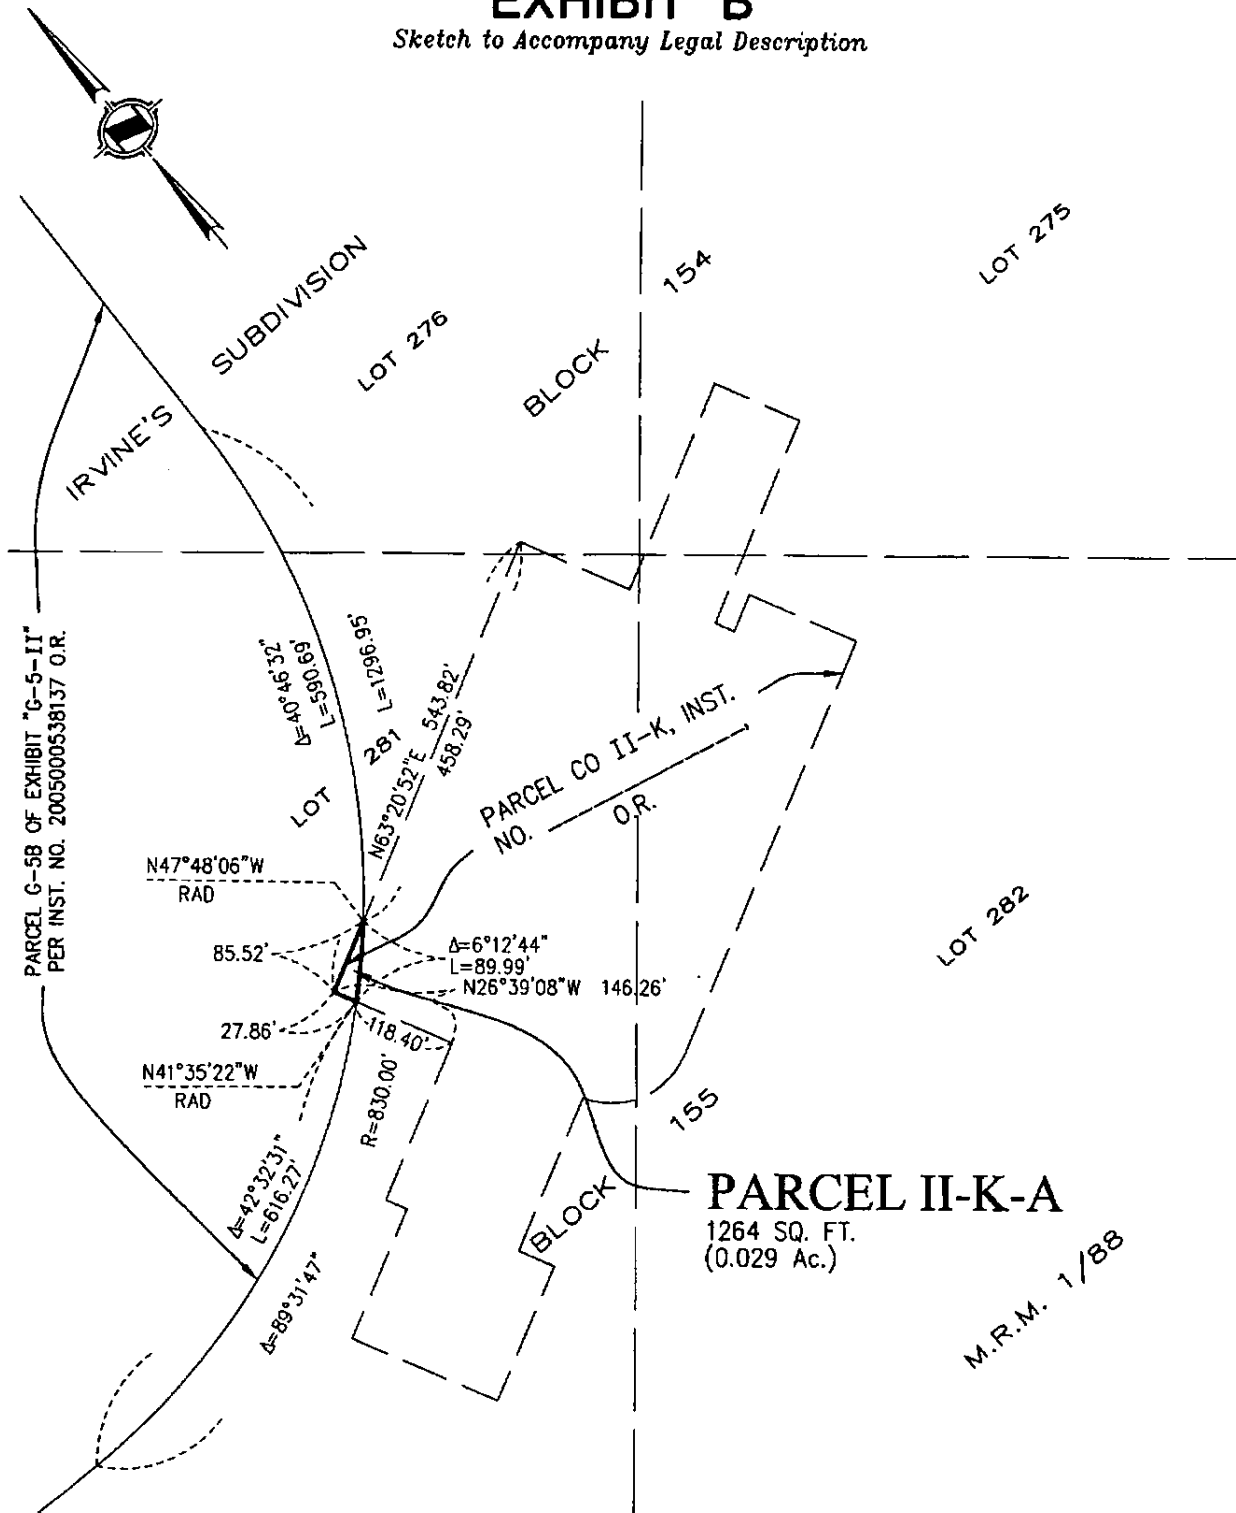 EXHIBIT "B"
Sketch to Accompany Legal Description
LOT 275
154
SUBDIVISION
LOT 276
BLOCK
IRVINE'S
PARCEL G-5B OF EXHIBIT "G-5-II"
PER INST. NO. 2005000538137 O.R.
Δ=40°46'32"
L=590.69'
L=1296.95'
LOT 281
N63°20'52"E 543.82'
458.29'
PARCEL CO II-K, INST.
NO. O.R.
N47°48'06"W
RAD
85.52'
Δ=6°12'44"
L=89.99'
N26°39'08"W 146.26'
LOT 282
27.86'
118.40'
N41°35'22"W
RAD
R=830.00'
155
Δ=42°32'31"
L=616.27'
BLOCK
PARCEL II-K-A
1264 SQ. FT.
(0.029 Ac.)
Δ=89°31'47"
M.R.M. 1/88